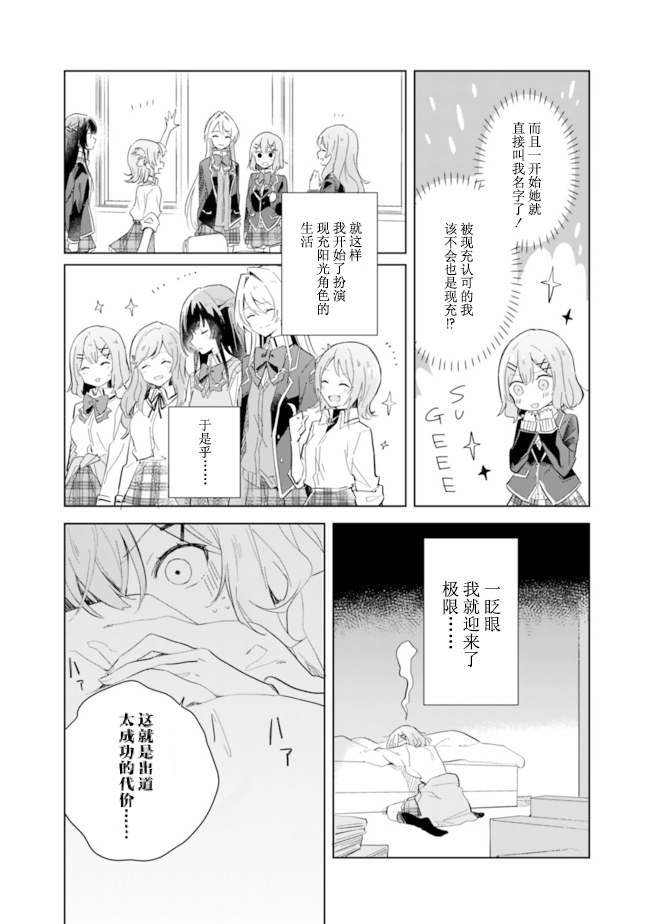 而且一开始她就
直接叫我名字了！
被现充认可的我
该不会也是现充!?
SU
GEEEE
就这样
我开始了扮演
现充阳光角色的
生活
于是乎……
一眨眼
我就迎来了
极限……
ハァ
这就是出道
太成功的代价……
ハァ